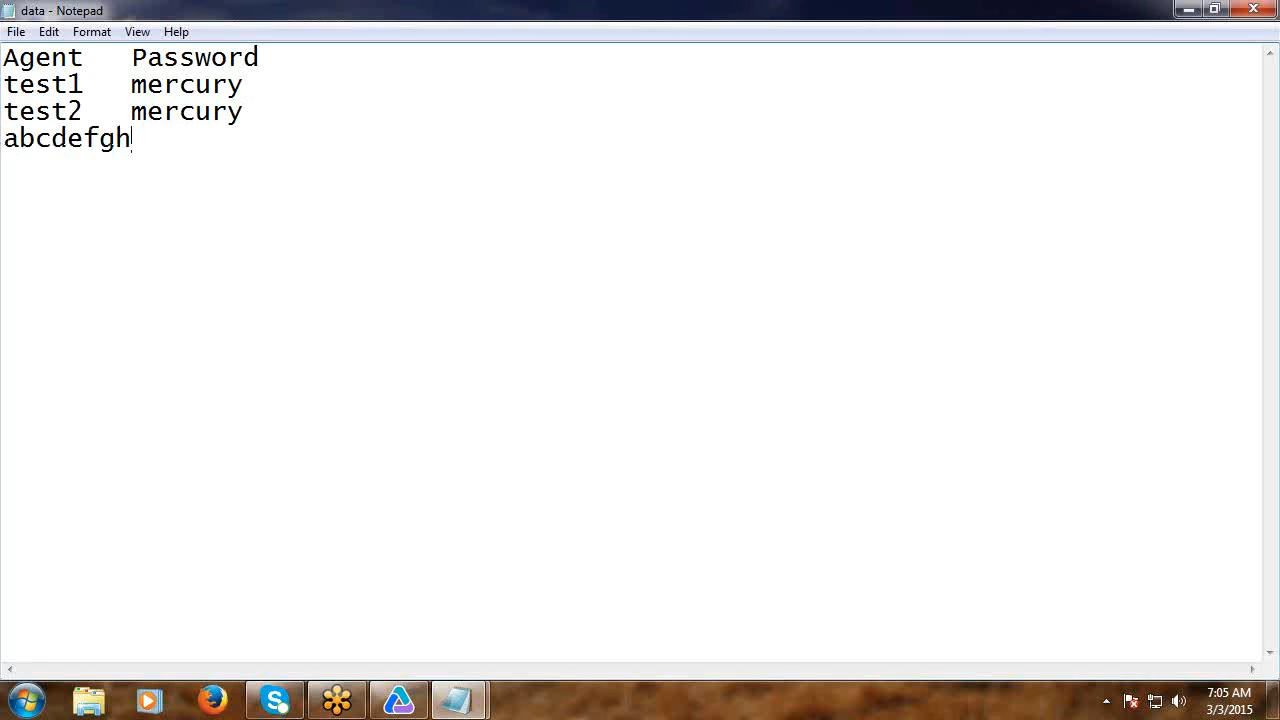 data - Notepad
File Edit Format View Help
Agent Password
test1 mercury
test2 mercury
abcdefgh
7:05 AM
3/3/2015